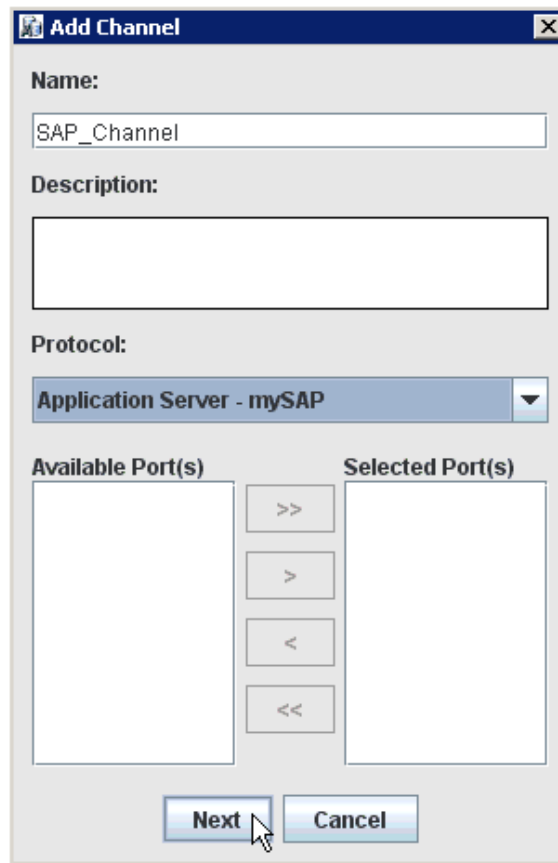 Add Channel
Name:
SAP_Channel
Description:
Protocol:
Application Server - mySAP
Available Port(s) Selected Port(s)
>>
>
<
<<
Next Cancel